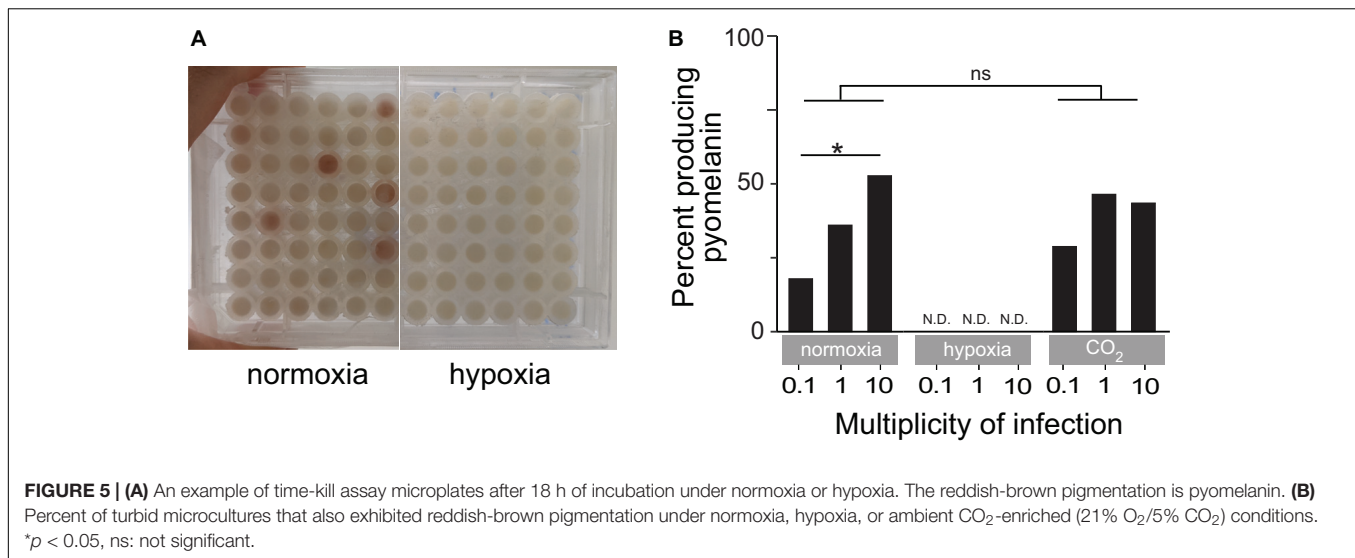 A
normoxia
hypoxia
B
Percent producing
pyomelanin
100
50
0
ns
*
N.D. N.D. N.D.
normoxia hypoxia CO₂
0.1 1 10 0.1 1 10 0.1 1 10
Multiplicity of infection
FIGURE 5 | (A) An example of time-kill assay microplates after 18 h of incubation under normoxia or hypoxia. The reddish-brown pigmentation is pyomelanin. (B)
Percent of turbid microcultures that also exhibited reddish-brown pigmentation under normoxia, hypoxia, or ambient CO₂-enriched (21% O₂/5% CO₂) conditions.
*p < 0.05, ns: not significant.